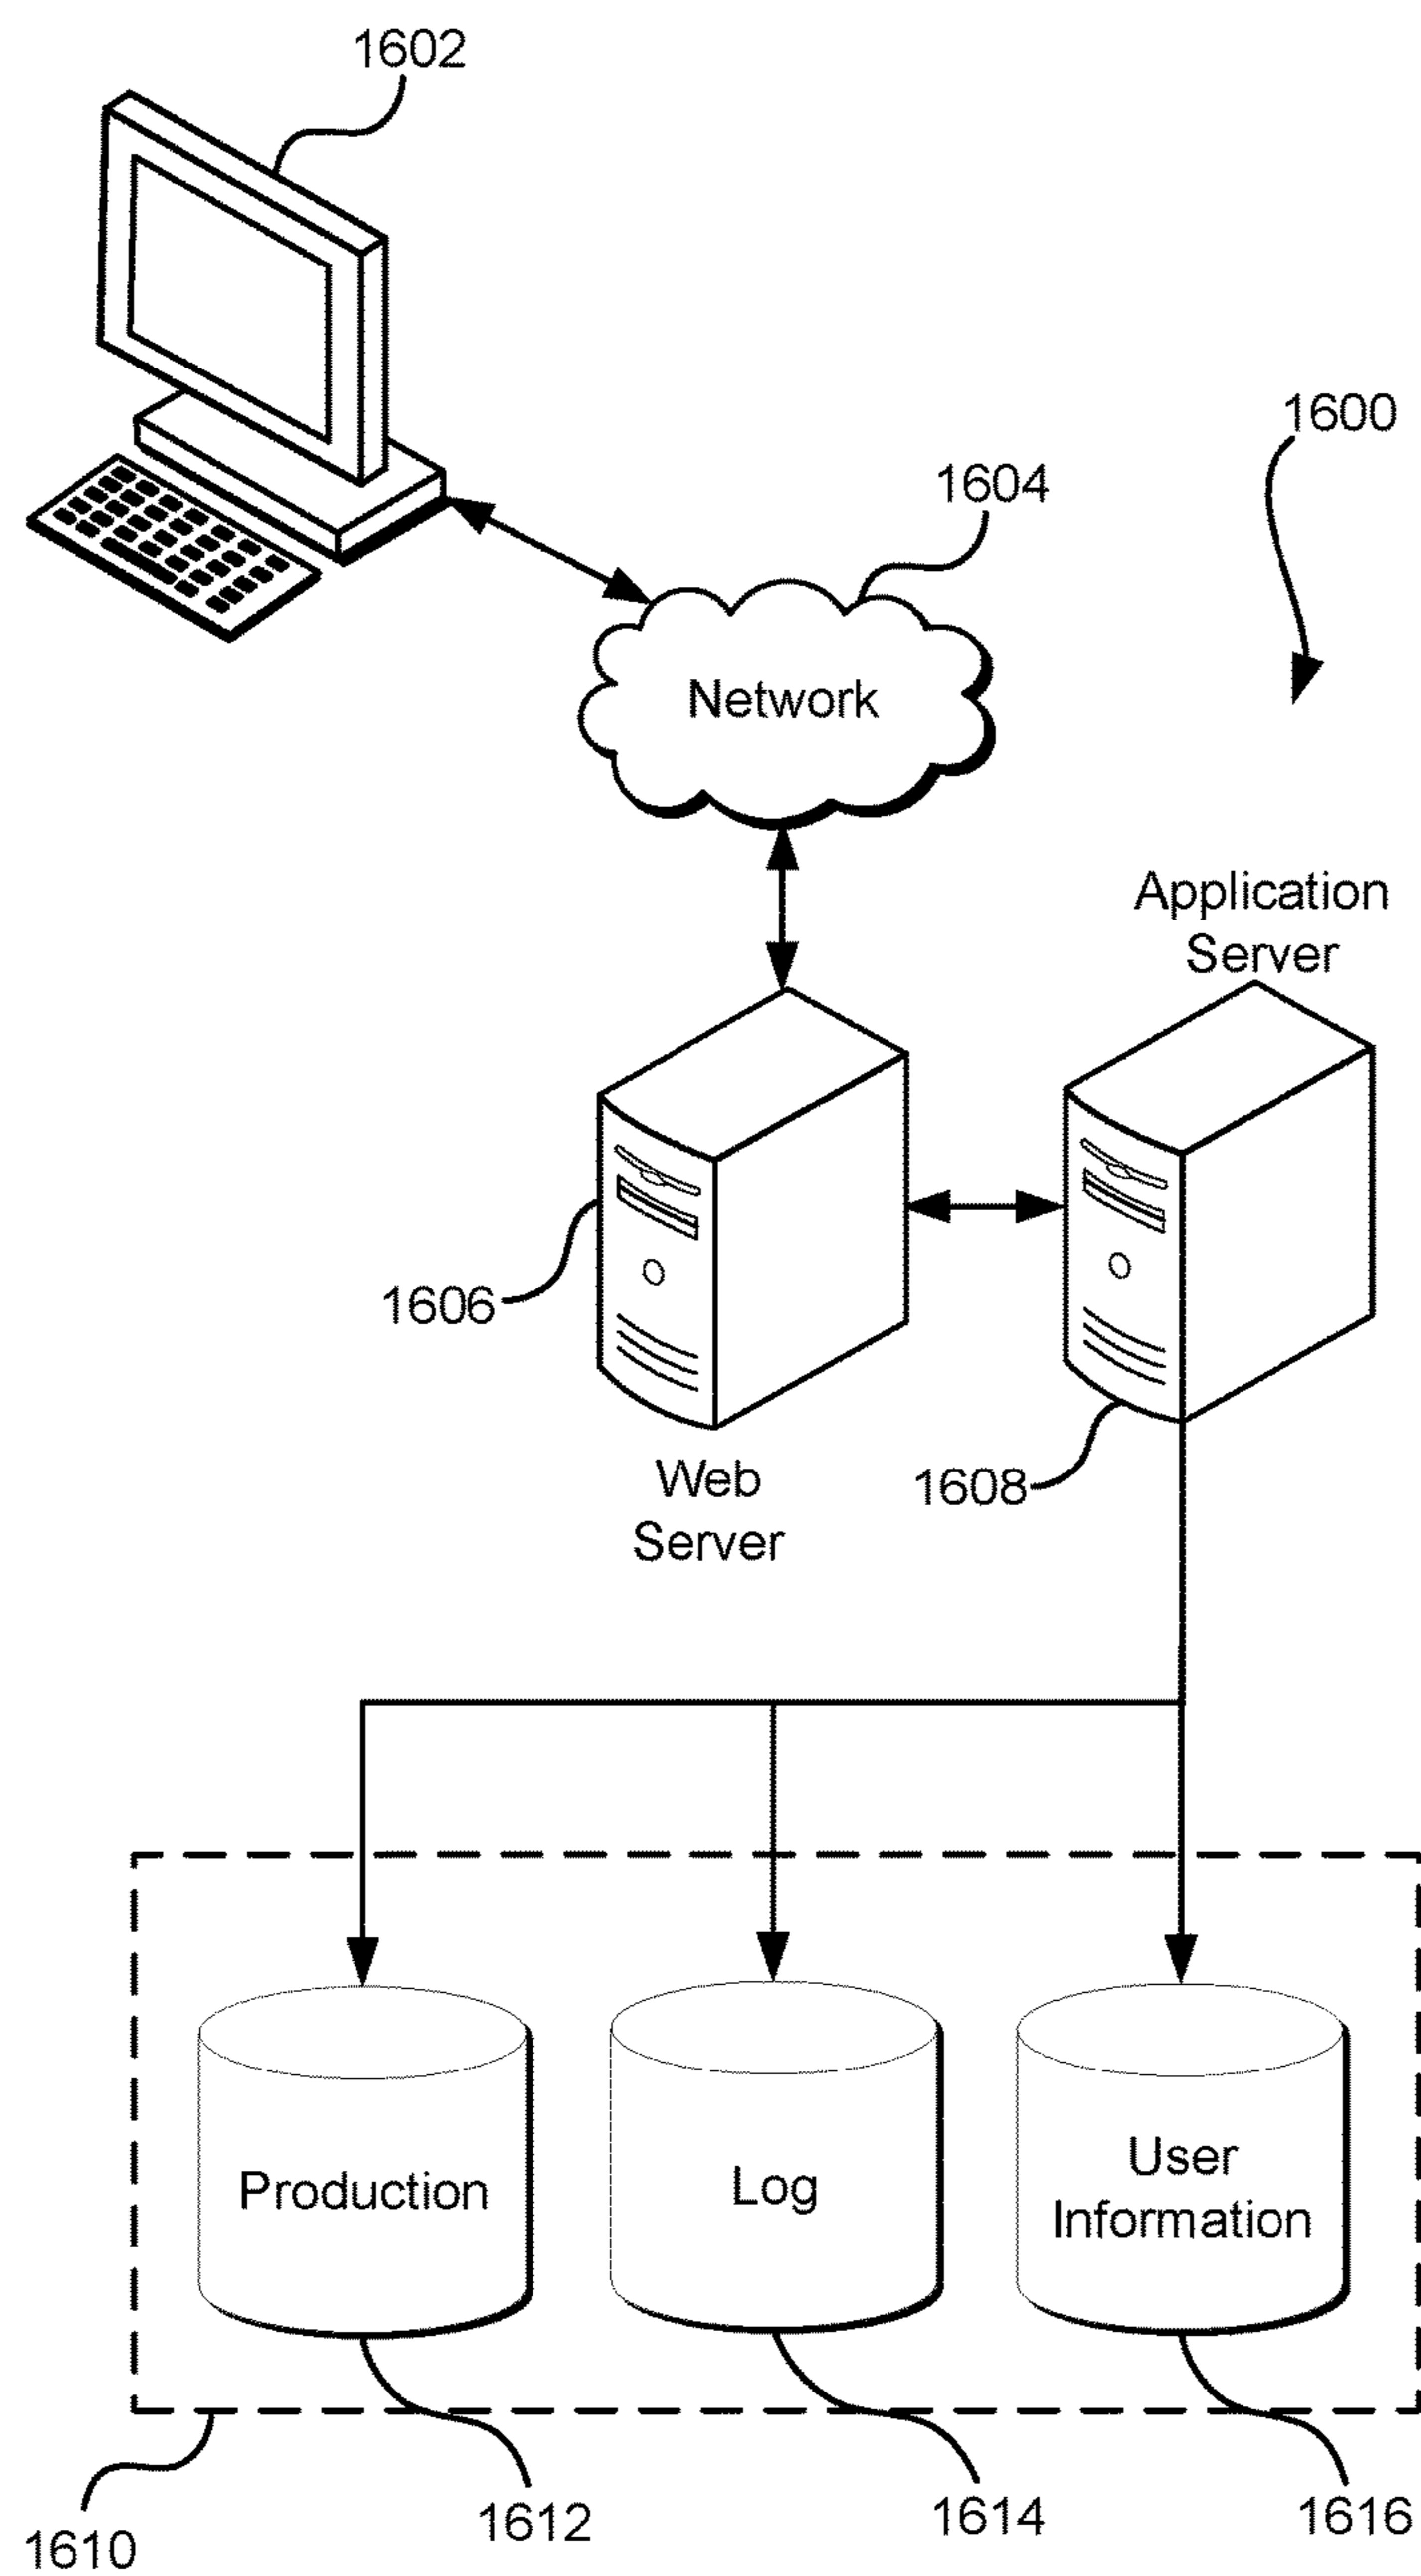 1602
1600
1604
Network
Application
Server
1606
Web
Server
1608
Production
Log
User
Information
1610
1612
1614
1616